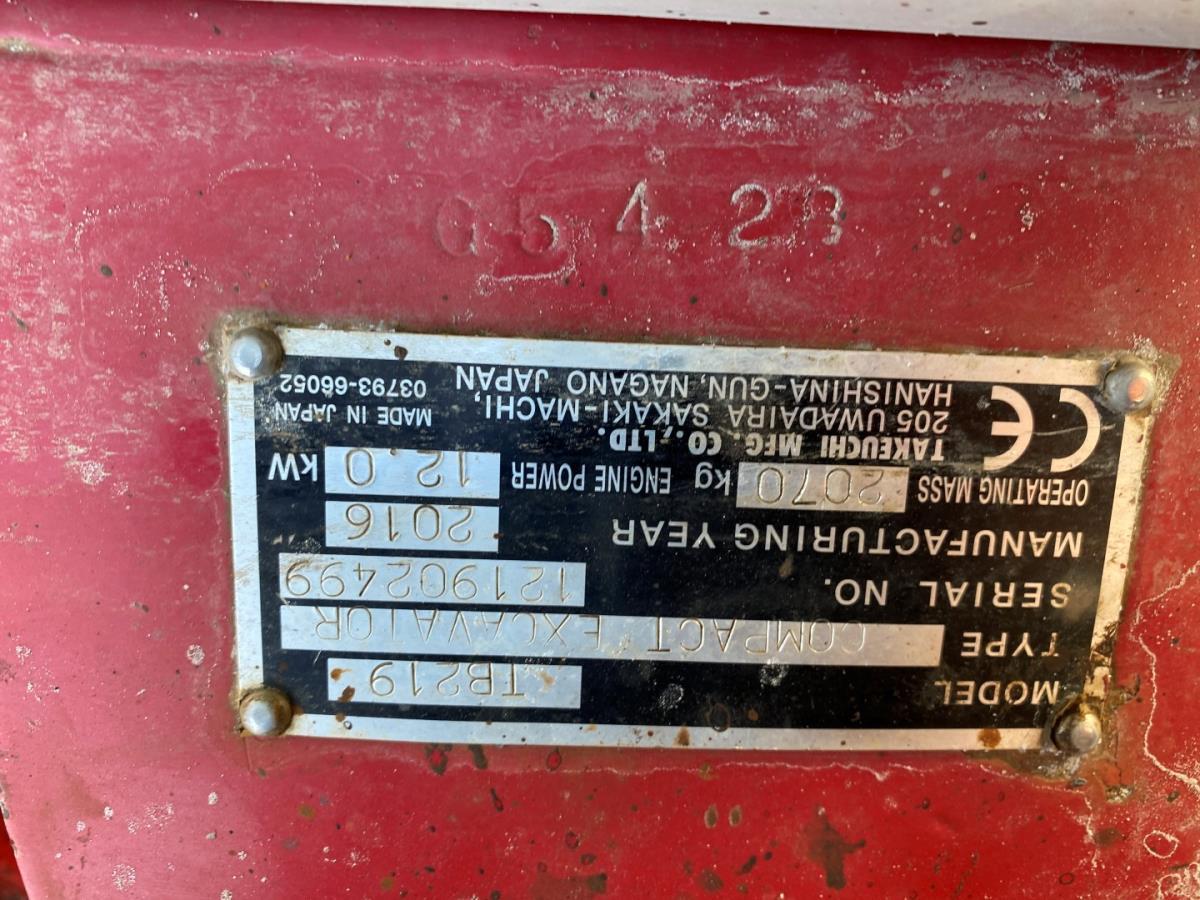 MODEL TB219
TYPE COMPACT EXCAVATOR
SERIAL NO. 121902499
MANUFACTURING YEAR 2016
OPERATING MASS 2070 kg ENGINE POWER 12.0 kW
CE
TAKEUCHI MFG. CO.,LTD.
205 UWADAIRA SAKAKI-MACHI, MADE IN JAPAN
HANISHINA-GUN, NAGANO JAPAN 03793-66052
4